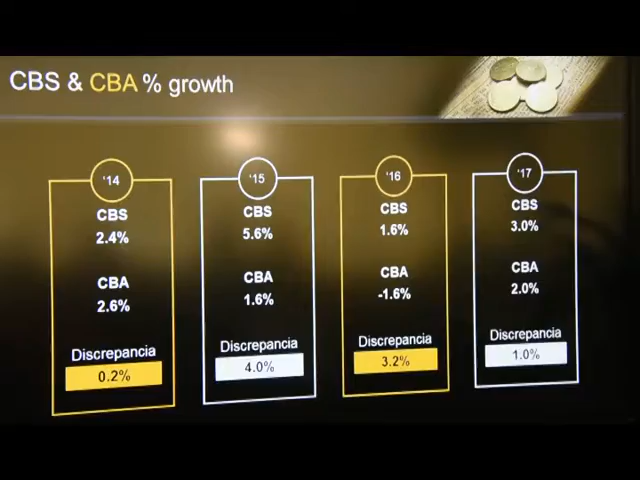 CBS & CBA % growth
'14
CBS
2.4%
CBA
2.6%
Discrepancia
0.2%
'15
CBS
5.6%
CBA
1.6%
Discrepancia
4.0%
'16
CBS
1.6%
CBA
-1.6%
Discrepancia
3.2%
'17
CBS
3.0%
CBA
2.0%
Discrepancia
1.0%